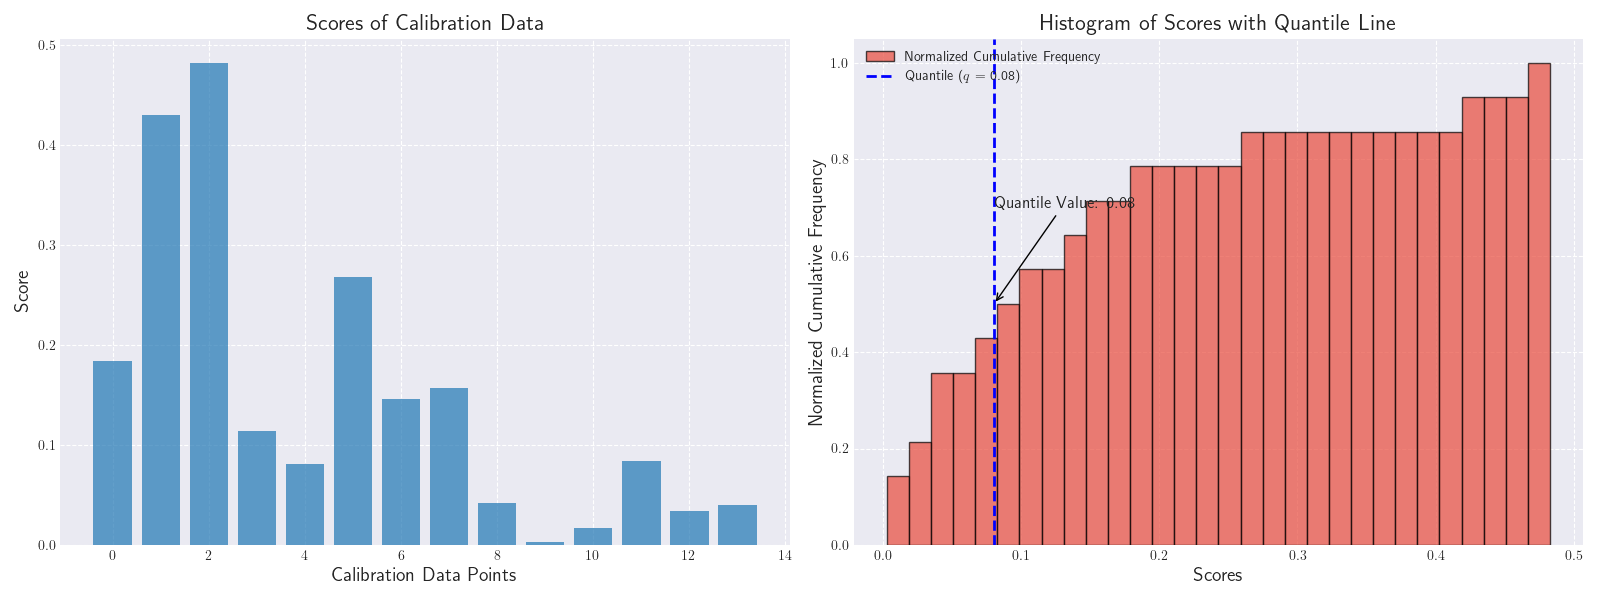 Scores of Calibration Data
0.5
0.4
0.3
0.2
0.1
0.0
Score
0 2 4 6 8 10 12 14
Calibration Data Points
Histogram of Scores with Quantile Line
Normalized Cumulative Frequency
Quantile (q = 0.08)
Quantile Value: 0.08
1.0
0.8
0.6
0.4
0.2
0.0
Normalized Cumulative Frequency
0.0 0.1 0.2 0.3 0.4 0.5
Scores